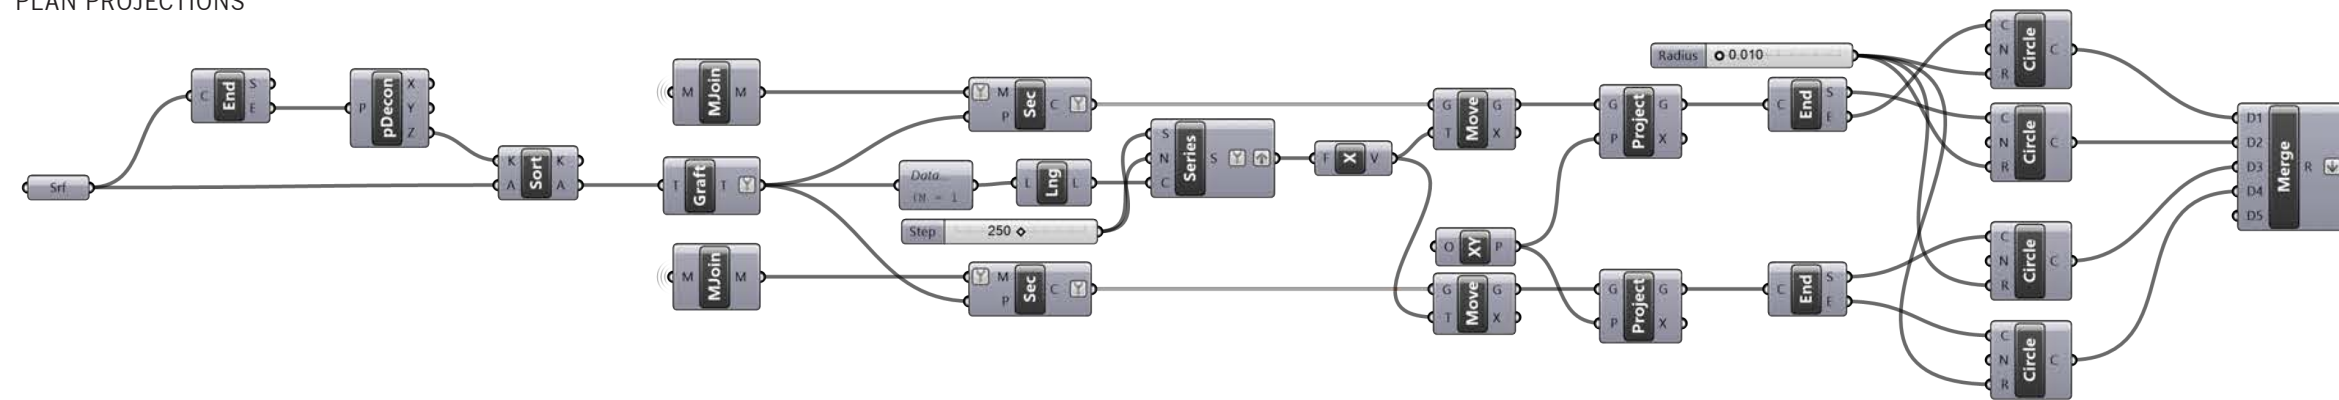 PLAN PROJECTIONS
Srf
C End S E
P pDecon X Y Z
K A Sort K A
M MJoin M
T Graft T
M MJoin M
M P Sec C
Data...
{N = 1
L Lng L
Step 250
M P Sec C
S N C Series S
F X V
G T Move G X
O XY P
G T Move G X
G P Project G X
G P Project G X
Radius 0.010
C End S E
C End S E
C N R Circle C
C N R Circle C
C N R Circle C
C N R Circle C
D1 D2 D3 D4 D5 Merge R